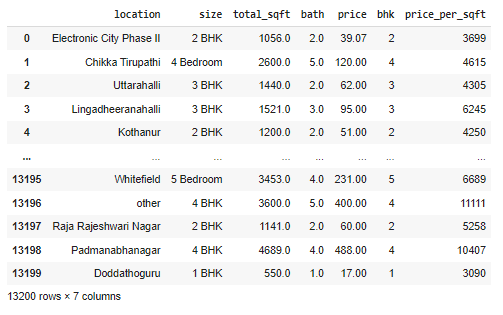 location size total_sqft bath price bhk price_per_sqft
0 Electronic City Phase II 2 BHK 1056.0 2.0 39.07 2 3699
1 Chikka Tirupathi 4 Bedroom 2600.0 5.0 120.00 4 4615
2 Uttarahalli 3 BHK 1440.0 2.0 62.00 3 4305
3 Lingadheeranahalli 3 BHK 1521.0 3.0 95.00 3 6245
4 Kothanur 2 BHK 1200.0 2.0 51.00 2 4250
... ... ... ... ... ... ... ...
13195 Whitefield 5 Bedroom 3453.0 4.0 231.00 5 6689
13196 other 4 BHK 3600.0 5.0 400.00 4 11111
13197 Raja Rajeshwari Nagar 2 BHK 1141.0 2.0 60.00 2 5258
13198 Padmanabhanagar 4 BHK 4689.0 4.0 488.00 4 10407
13199 Doddathoguru 1 BHK 550.0 1.0 17.00 1 3090
13200 rows × 7 columns